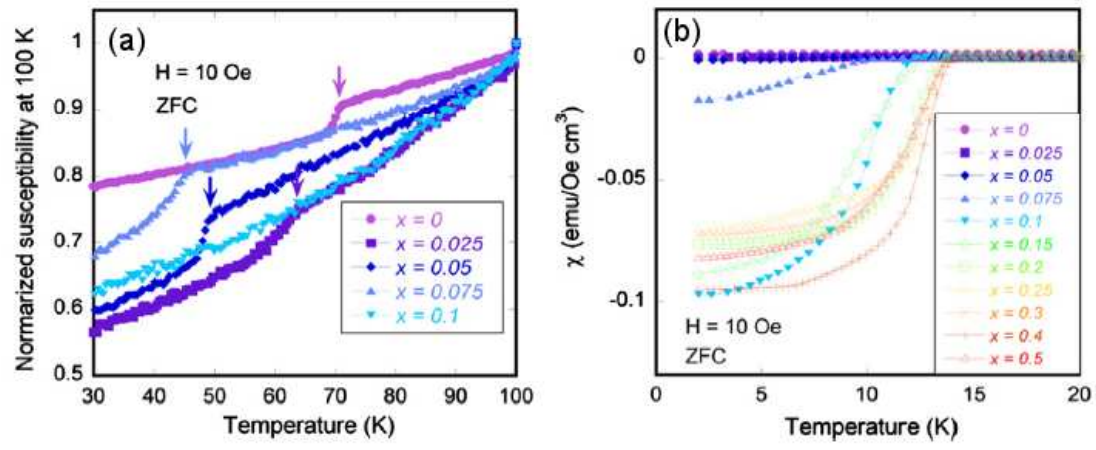 (a)
H = 10 Oe
ZFC
Normarized susceptibility at 100 K
1
0.9
0.8
0.7
0.6
0.5
x = 0
x = 0.025
x = 0.05
x = 0.075
x = 0.1
30 40 50 60 70 80 90 100
Temperature (K)
(b)
χ (emu/Oe cm³)
0
-0.05
-0.1
x = 0
x = 0.025
x = 0.05
x = 0.075
x = 0.1
x = 0.15
x = 0.2
x = 0.25
x = 0.3
x = 0.4
x = 0.5
H = 10 Oe
ZFC
0 5 10 15 20
Temperature (K)